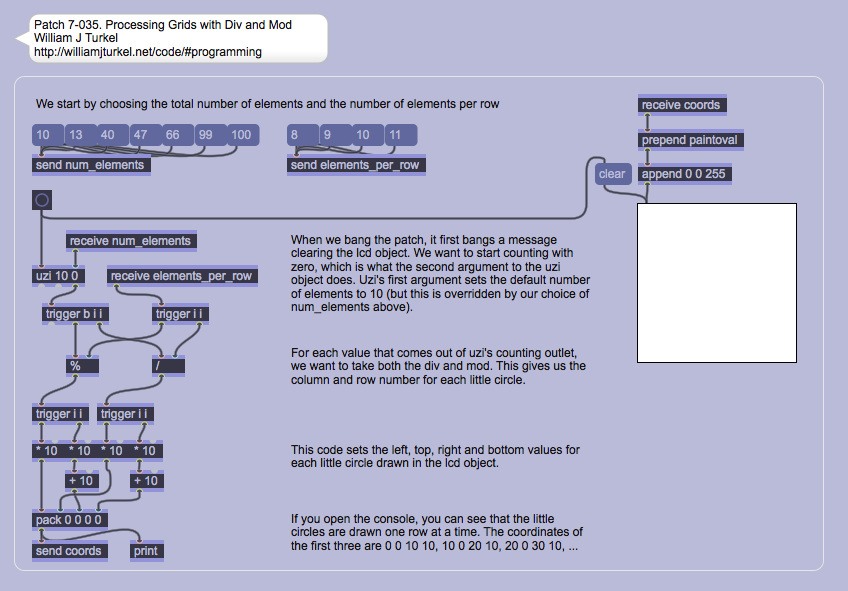 Patch 7-035. Processing Grids with Div and Mod
William J Turkel
http://williamjturkel.net/code/#programming
We start by choosing the total number of elements and the number of elements per row
10 13 40 47 66 99 100
send num_elements
8 9 10 11
send elements_per_row
receive coords
prepend paintoval
clear
append 0 0 255
receive num_elements
uzi 10 0
receive elements_per_row
trigger b i i
trigger i i
%
/
trigger i i
trigger i i
* 10 * 10 * 10 * 10
+ 10
+ 10
pack 0 0 0 0
send coords
print
When we bang the patch, it first bangs a message
clearing the lcd object. We want to start counting with
zero, which is what the second argument to the uzi
object does. Uzi's first argument sets the default number
of elements to 10 (but this is overridden by our choice of
num_elements above).
For each value that comes out of uzi's counting outlet,
we want to take both the div and mod. This gives us the
column and row number for each little circle.
This code sets the left, top, right and bottom values for
each little circle drawn in the lcd object.
If you open the console, you can see that the little
circles are drawn one row at a time. The coordinates of
the first three are 0 0 10 10, 10 0 20 10, 20 0 30 10, ...